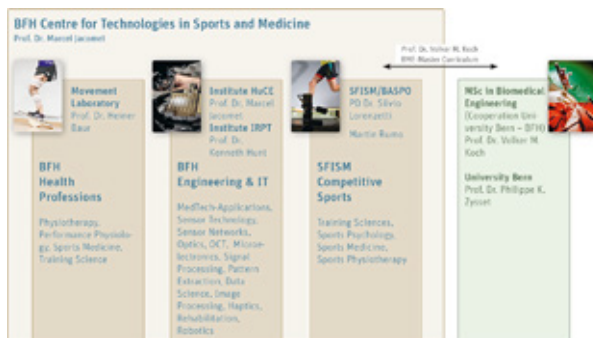 BFH Centre for Technologies in Sports and Medicine
Prof. Dr. Marcel Jacomet
Prof. Dr. Volker M. Koch
BME-Master Curriculum
Movement
Laboratory
Prof. Dr. Heiner
Baur
BFH
Health
Professions
Physiotherapy,
Performance Physiolo-
gy, Sports Medicine,
Training Science
Institute HuCE
Prof. Dr. Marcel
Jacomet
Institute IRPT
Prof. Dr.
Kenneth Hunt
BFH
Engineering & IT
MedTech-Applications,
Sensor Technology,
Sensor Networks,
Optics, OCT, Microe-
lectronics, Signal
Processing, Pattern
Extraction, Data
Science, Image
Processing, Haptics,
Rehabilitation,
Robotics
SFISM/BASPO
PD Dr. Silvio
Lorenzetti
Martin Rumo
SFISM
Competitive
Sports
Training Sciences,
Sports Psychology,
Sports Medicine,
Sports Physiotherapy
MSc in Biomedical
Engineering
(Cooperation Uni-
versity Bern – BFH)
Prof. Dr. Volker M.
Koch
University Bern
Prof. Dr. Philippe K.
Zysset